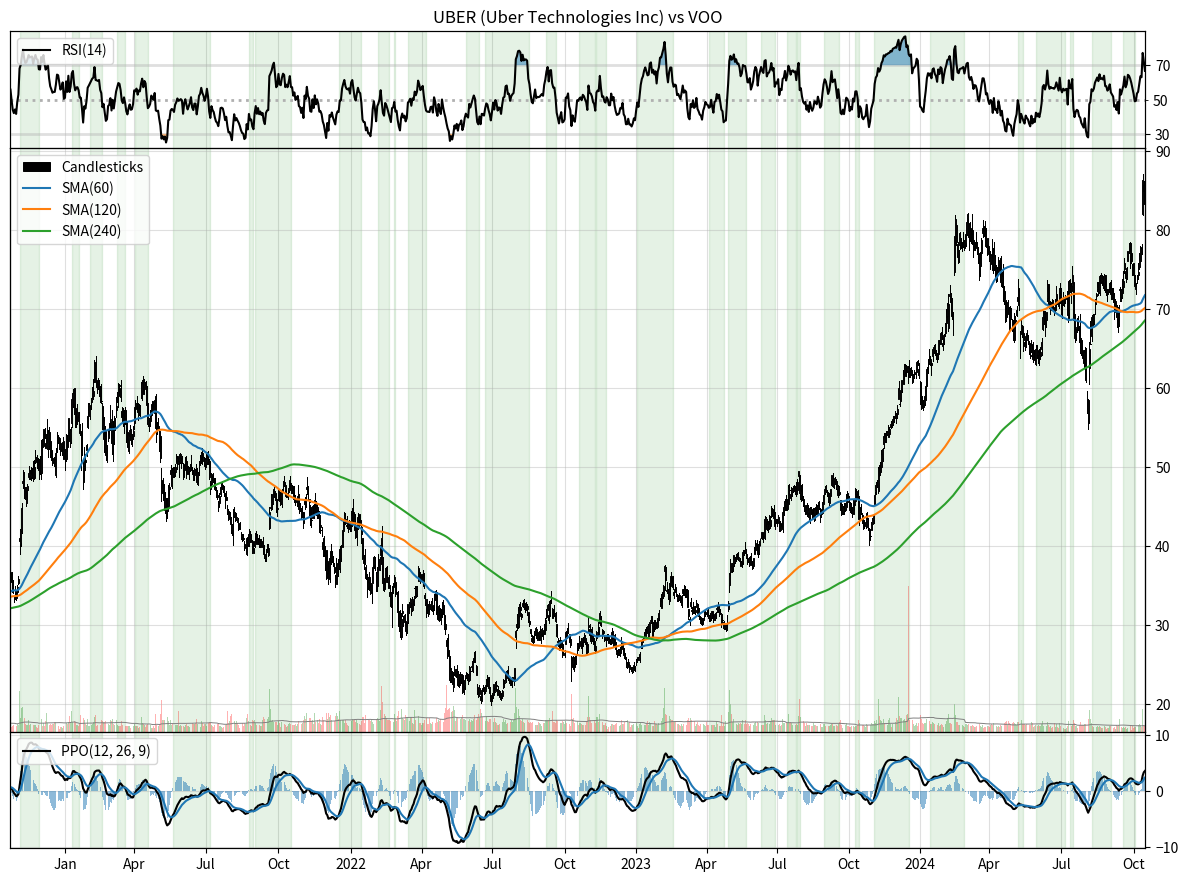 UBER (Uber Technologies Inc) vs VOO
RSI(14)
70
50
30
90
Candlesticks
SMA(60)
SMA(120)
SMA(240)
80
70
60
50
40
30
20
PPO(12, 26, 9)
10
0
−10
Jan Apr Jul Oct 2022 Apr Jul Oct 2023 Apr Jul Oct 2024 Apr Jul Oct